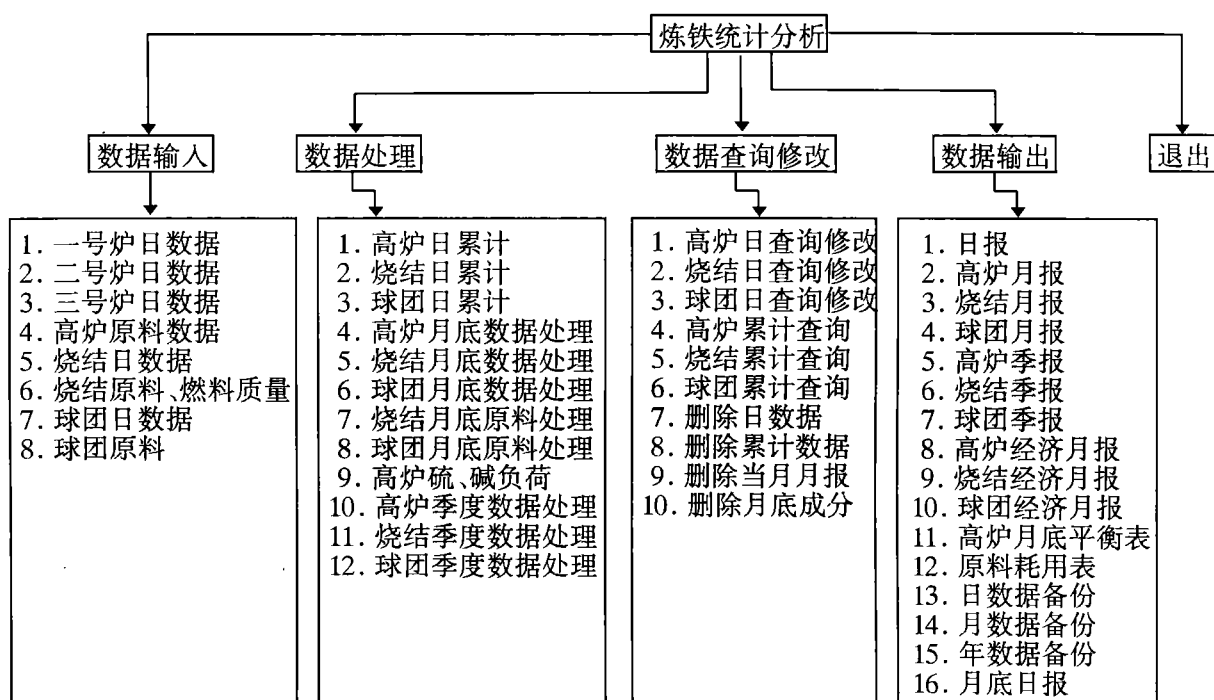 炼铁统计分析
数据输入
数据处理
数据查询修改
数据输出
退出
1. 一号炉日数据
2. 二号炉日数据
3. 三号炉日数据
4. 高炉原料数据
5. 烧结日数据
6. 烧结原料、燃料质量
7. 球团日数据
8. 球团原料
1. 高炉日累计
2. 烧结日累计
3. 球团日累计
4. 高炉月底数据处理
5. 烧结月底数据处理
6. 球团月底数据处理
7. 烧结月底原料处理
8. 球团月底原料处理
9. 高炉硫、碱负荷
10. 高炉季度数据处理
11. 烧结季度数据处理
12. 球团季度数据处理
1. 高炉日查询修改
2. 烧结日查询修改
3. 球团日查询修改
4. 高炉累计查询
5. 烧结累计查询
6. 球团累计查询
7. 删除日数据
8. 删除累计数据
9. 删除当月月报
10. 删除月底成分
1. 日报
2. 高炉月报
3. 烧结月报
4. 球团月报
5. 高炉季报
6. 烧结季报
7. 球团季报
8. 高炉经济月报
9. 烧结经济月报
10. 球团经济月报
11. 高炉月底平衡表
12. 原料耗用表
13. 日数据备份
14. 月数据备份
15. 年数据备份
16. 月底日报